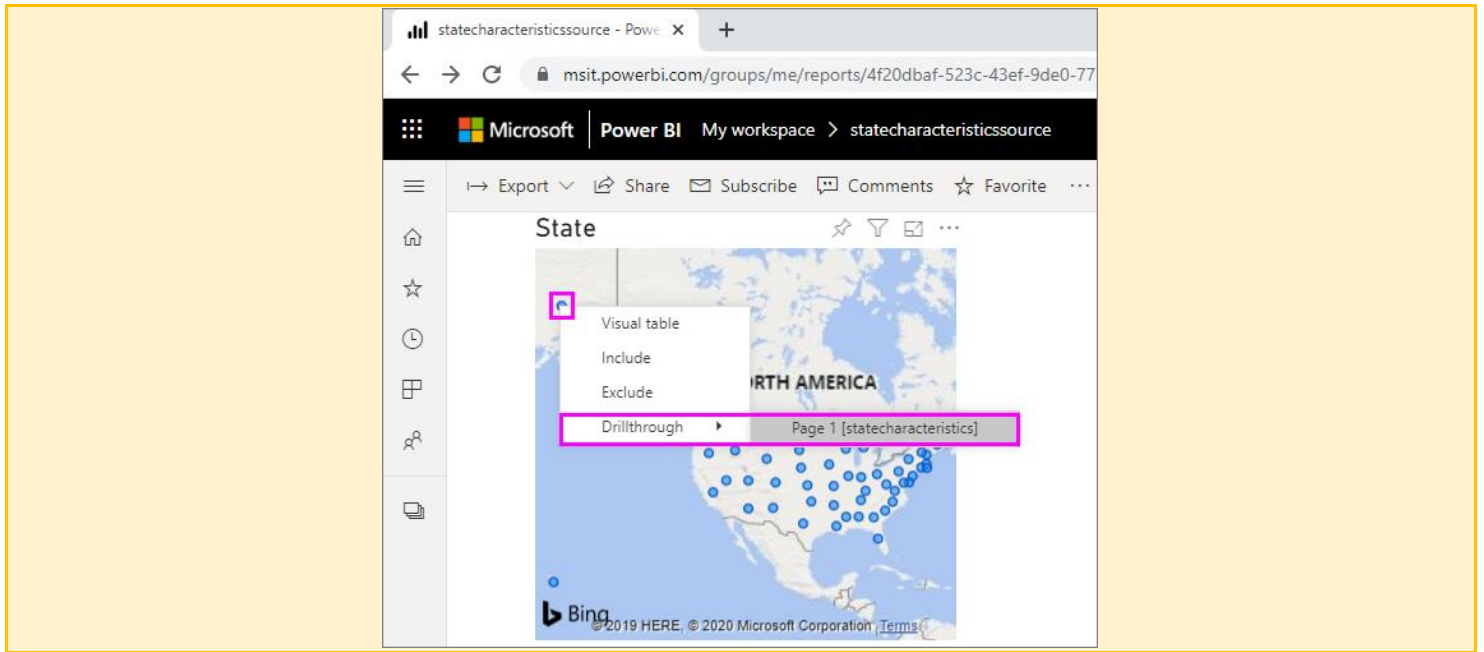 statecharacteristicssource - Powe
msit.powerbi.com/groups/me/reports/4f20dbaf-523c-43ef-9de0-77
Microsoft Power BI My workspace > statecharacteristicssource
Export Share Subscribe Comments Favorite ...
State
Visual table
Include
RTH AMERICA
Exclude
Drillthrough Page 1 [statecharacteristics]
Bing
© 2019 HERE, © 2020 Microsoft Corporation Terms